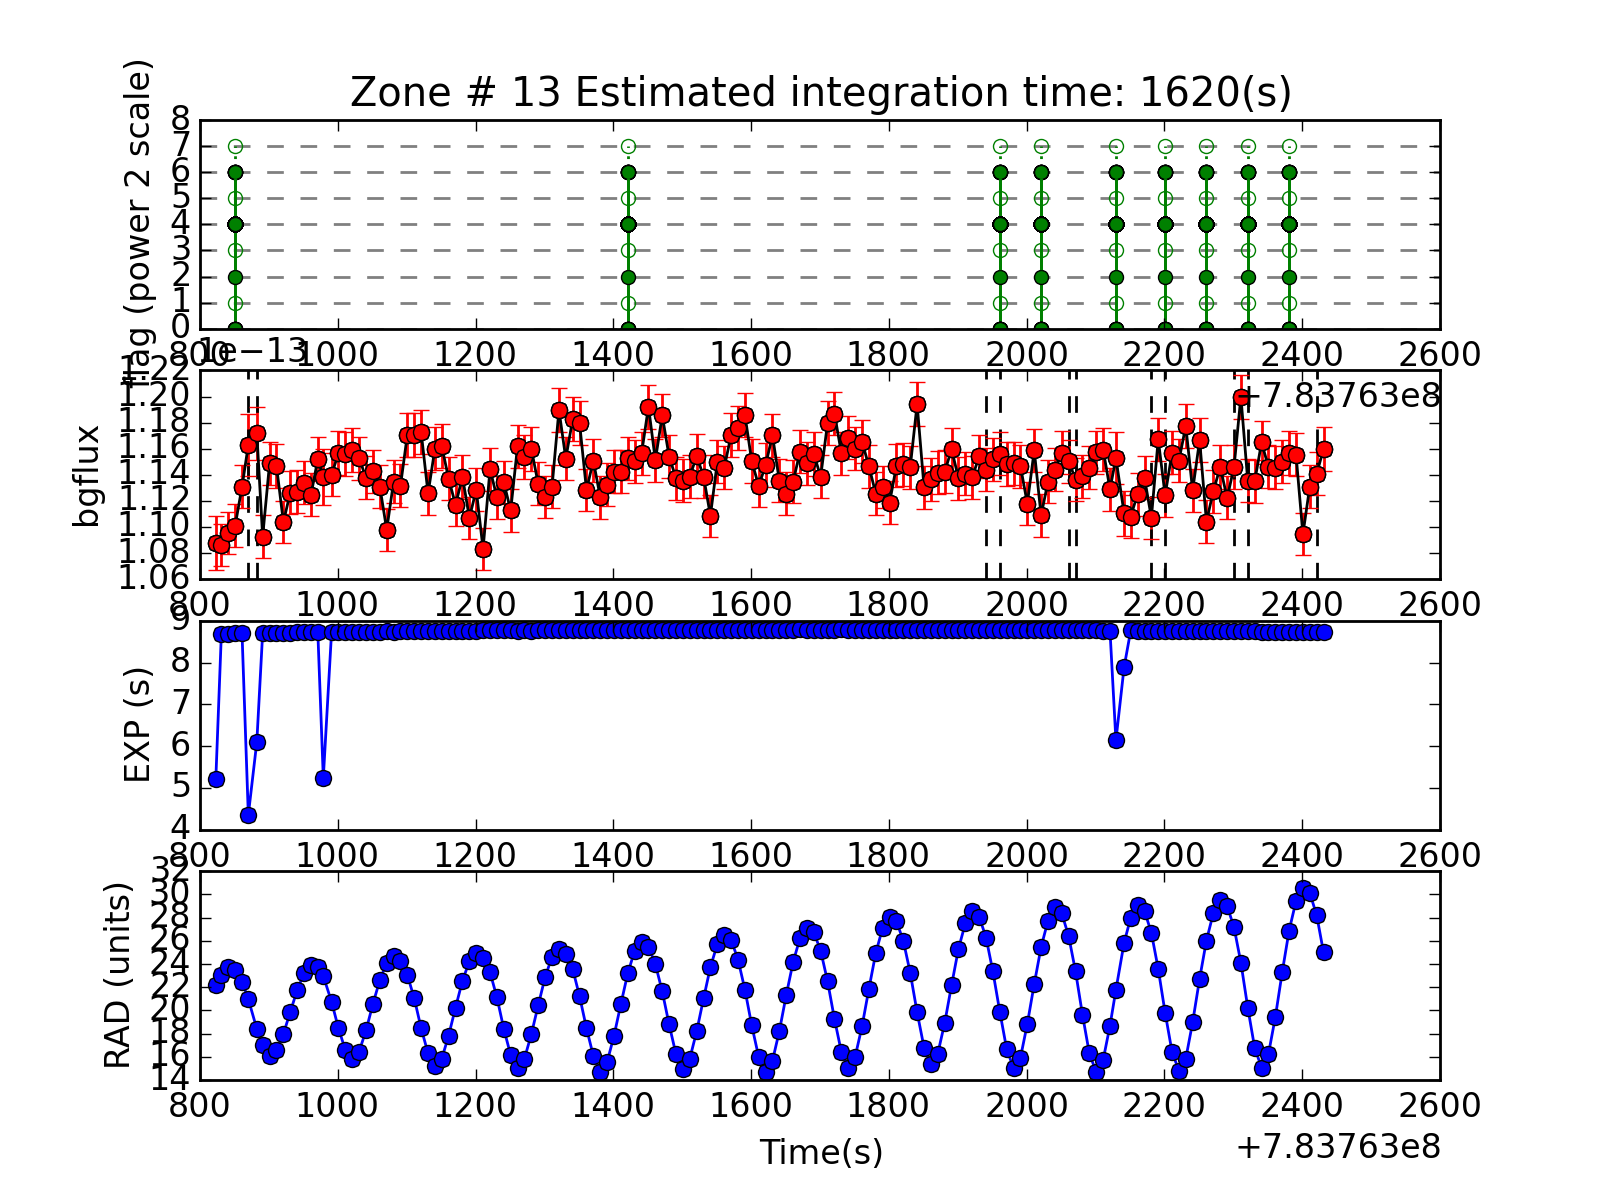 Zone # 13 Estimated integration time: 1620(s)
flag (power 2 scale)
8
7
6
5
4
3
2
1
0
800 1000 1200 1400 1600 1800 2000 2200 2400 2600
1e−13
+7.83763e8
bgflux
1.22
1.20
1.18
1.16
1.14
1.12
1.10
1.08
1.06
800 1000 1200 1400 1600 1800 2000 2200 2400 2600
EXP (s)
9
8
7
6
5
4
800 1000 1200 1400 1600 1800 2000 2200 2400 2600
RAD (units)
32
30
28
26
24
22
20
18
16
14
800 1000 1200 1400 1600 1800 2000 2200 2400 2600
Time(s)
+7.83763e8